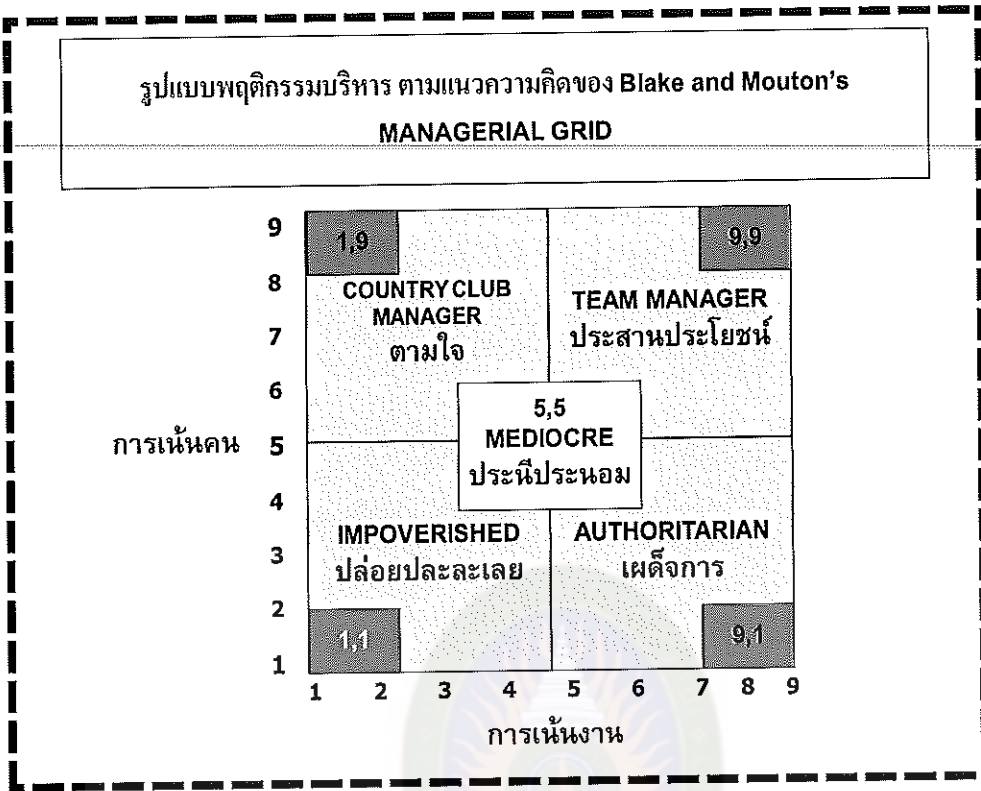 รูปแบบพฤติกรรมบริหาร ตามแนวความคิดของ Blake and Mouton's
MANAGERIAL GRID
9
1,9
9,9
8
COUNTRY CLUB
MANAGER
ตามใจ
TEAM MANAGER
ประสานประโยชน์
7
6
การเน้นคน
5
5,5
MEDIOCRE
ประนีประนอม
4
IMPOVERISHED
ปล่อยปละละเลย
AUTHORITARIAN
เผด็จการ
3
2
1,1
9,1
1
1 2 3 4 5 6 7 8 9
การเน้นงาน